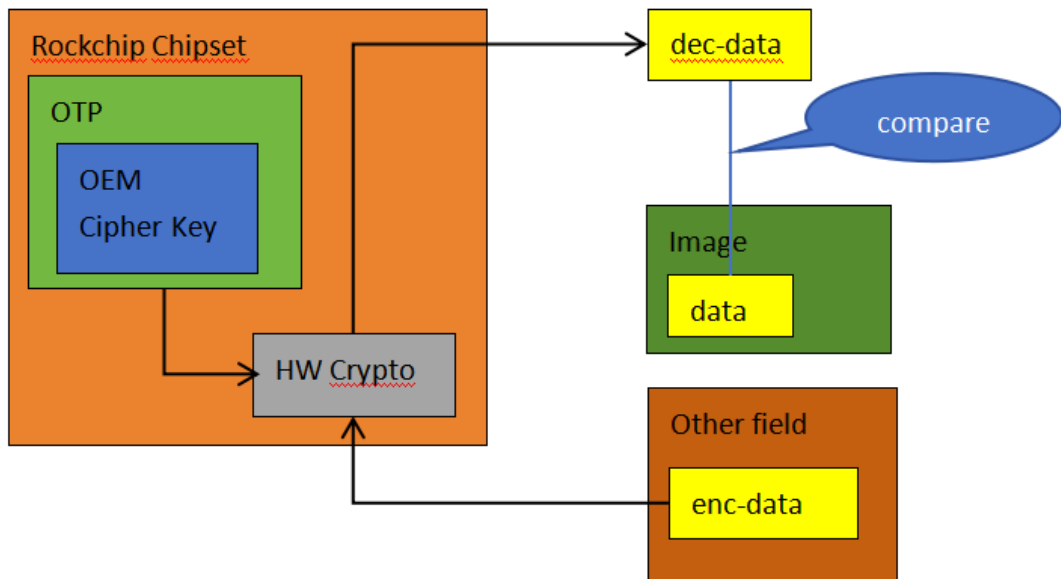 Rockchip Chipset
OTP
OEM
Cipher Key
HW Crypto
dec-data
compare
Image
data
Other field
enc-data